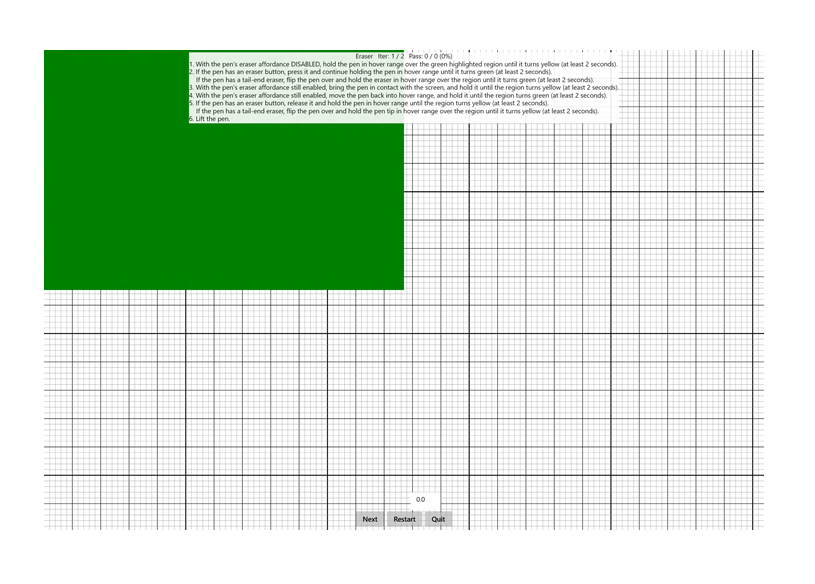 Eraser Iter: 1 / 2 Pass: 0 / 0 (0%)
1. With the pen's eraser affordance DISABLED, hold the pen in hover range over the green highlighted region until it turns yellow (at least 2 seconds).
2. If the pen has an eraser button, press it and continue holding the pen in hover range until it turns green (at least 2 seconds).
If the pen has a tail-end eraser, flip the pen over and hold the eraser in hover range over the region until it turns green (at least 2 seconds).
3. With the pen's eraser affordance still enabled, bring the pen in contact with the screen, and hold it until the region turns yellow (at least 2 seconds).
4. With the pen's eraser affordance still enabled, move the pen back into hover range, and hold it until the region turns green (at least 2 seconds).
5. If the pen has an eraser button, release it and hold the pen in hover range until the region turns yellow (at least 2 seconds).
If the pen has a tail-end eraser, flip the pen over and hold the pen tip in hover range over the region until it turns yellow (at least 2 seconds).
6. Lift the pen.
0.0
Next Restart Quit